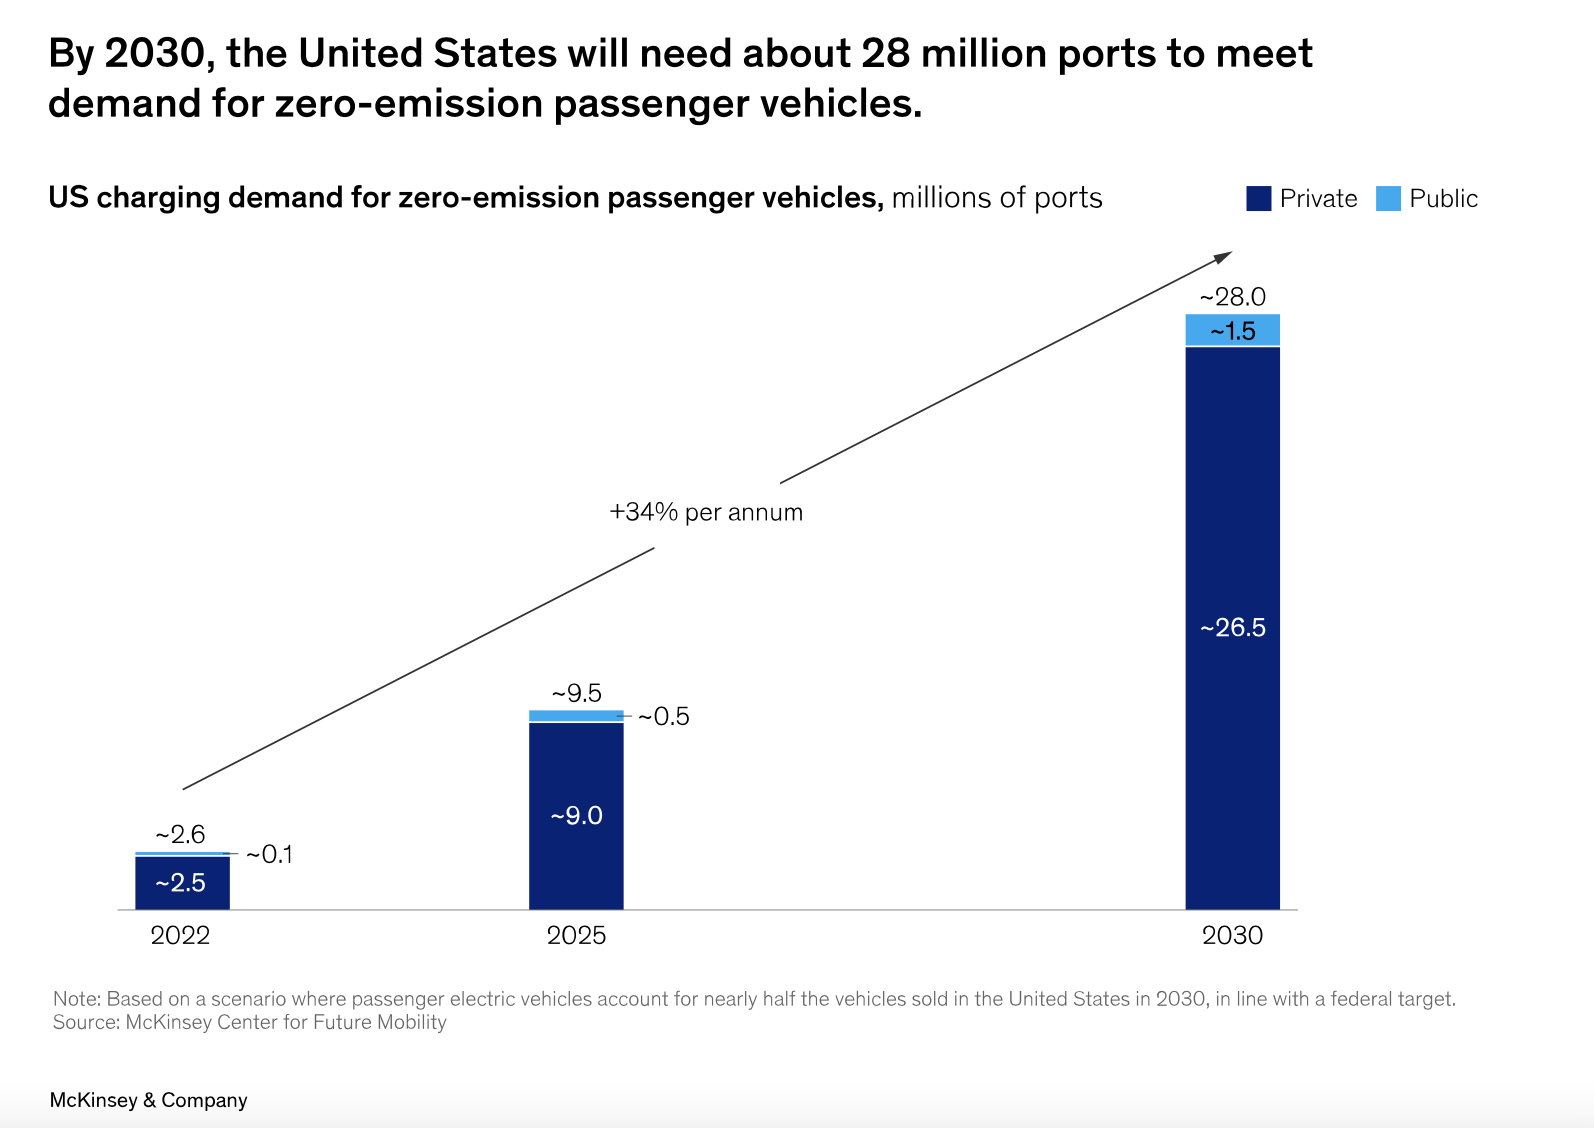 By 2030, the United States will need about 28 million ports to meet
demand for zero-emission passenger vehicles.
US charging demand for zero-emission passenger vehicles, millions of ports
Private
Public
~28.0
~1.5
+34% per annum
~26.5
~9.5
~0.5
~9.0
~2.6
~0.1
~2.5
2022
2025
2030
Note: Based on a scenario where passenger electric vehicles account for nearly half the vehicles sold in the United States in 2030, in line with a federal target.
Source: McKinsey Center for Future Mobility
McKinsey & Company